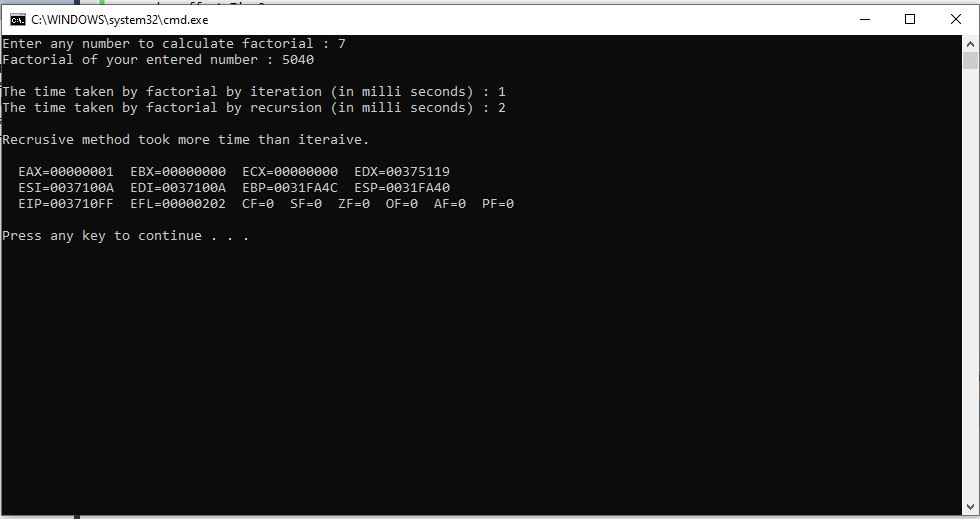 C:\WINDOWS\system32\cmd.exe
Enter any number to calculate factorial : 7
Factorial of your entered number : 5040
The time taken by factorial by iteration (in milli seconds) : 1
The time taken by factorial by recursion (in milli seconds) : 2
Recrusive method took more time than iteraive.
EAX=00000001 EBX=00000000 ECX=00000000 EDX=00375119
ESI=0037100A EDI=0037100A EBP=0031FA4C ESP=0031FA40
EIP=003710FF EFL=00000202 CF=0 SF=0 ZF=0 OF=0 AF=0 PF=0
Press any key to continue . . .